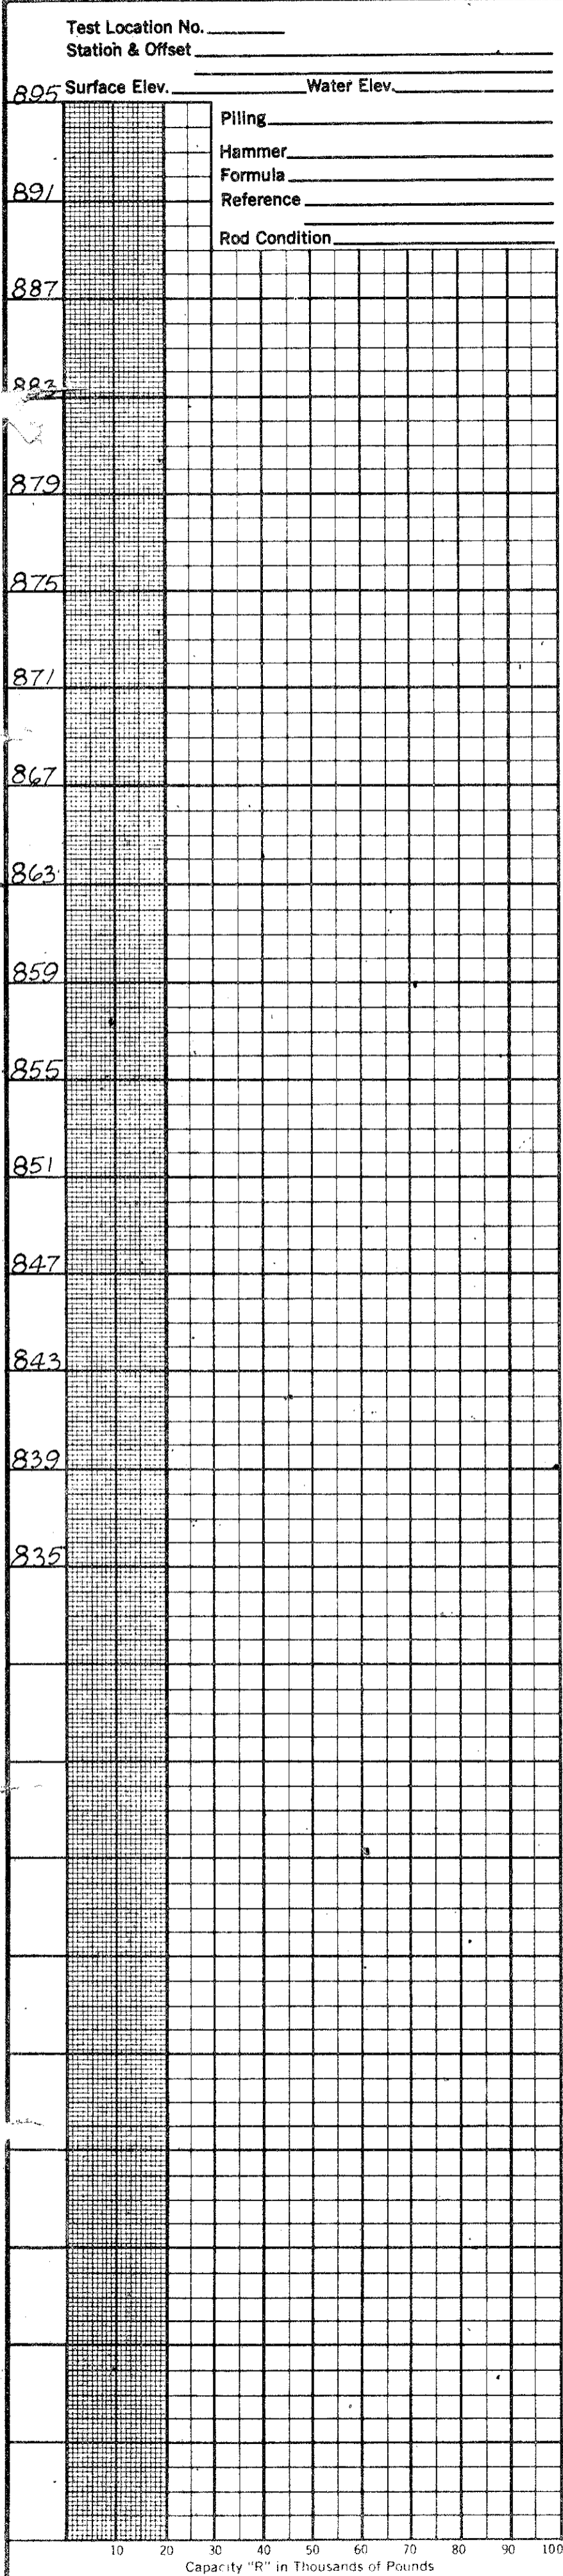 Test Location No.
Station & Offset
Surface Elev. Water Elev.
895
Piling
Hammer
Formula
891
Reference
Rod Condition
887
883
879
875
871
867
863
859
855
851
847
843
839
835
10 20 30 40 50 60 70 80 90 100
Capacity "R" in Thousands of Pounds